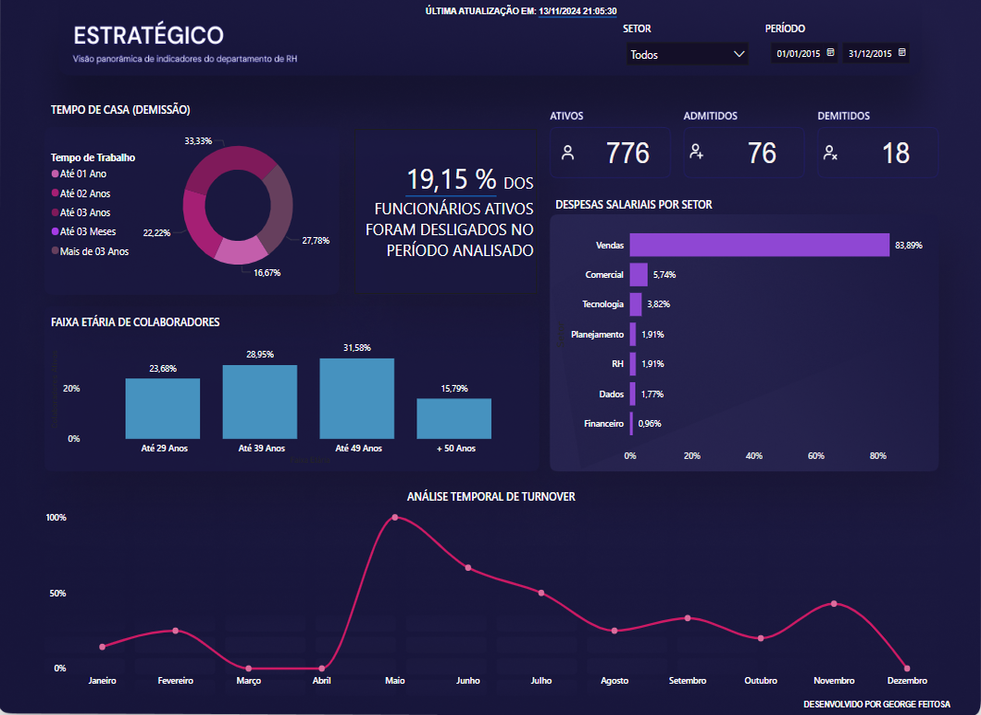 ÚLTIMA ATUALIZAÇÃO EM: 13/11/2024 21:05:30
ESTRATÉGICO
Visão panorâmica de indicadores do departamento de RH
SETOR
Todos
PERÍODO
01/01/2015
31/12/2015
TEMPO DE CASA (DEMISSÃO)
Tempo de Trabalho
Até 01 Ano
Até 02 Anos
Até 03 Anos
Até 03 Meses
Mais de 03 Anos
33,33%
22,22%
27,78%
16,67%
19,15 % DOS
FUNCIONÁRIOS ATIVOS
FORAM DESLIGADOS NO
PERÍODO ANALISADO
ATIVOS
776
ADMITIDOS
76
DEMITIDOS
18
DESPESAS SALARIAIS POR SETOR
Vendas 83,89%
Comercial 5,74%
Tecnologia 3,82%
Planejamento 1,91%
RH 1,91%
Dados 1,77%
Financeiro 0,96%
0% 20% 40% 60% 80%
FAIXA ETÁRIA DE COLABORADORES
20%
0%
23,68%
28,95%
31,58%
15,79%
Até 29 Anos
Até 39 Anos
Até 49 Anos
+ 50 Anos
ANÁLISE TEMPORAL DE TURNOVER
100%
50%
0%
Janeiro Fevereiro Março Abril Maio Junho Julho Agosto Setembro Outubro Novembro Dezembro
DESENVOLVIDO POR GEORGE FEITOSA